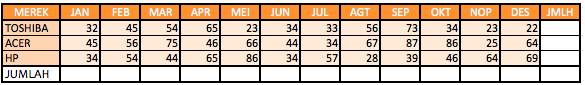 MEREK JAN FEB MAR APR MEI JUN JUL AGT SEP OKT NOP DES JMLH
TOSHIBA 32 45 54 65 23 34 33 56 73 34 23 22
ACER 45 56 75 46 66 44 34 67 87 86 25 64
HP 34 54 44 65 86 34 57 28 39 46 64 69
JUMLAH